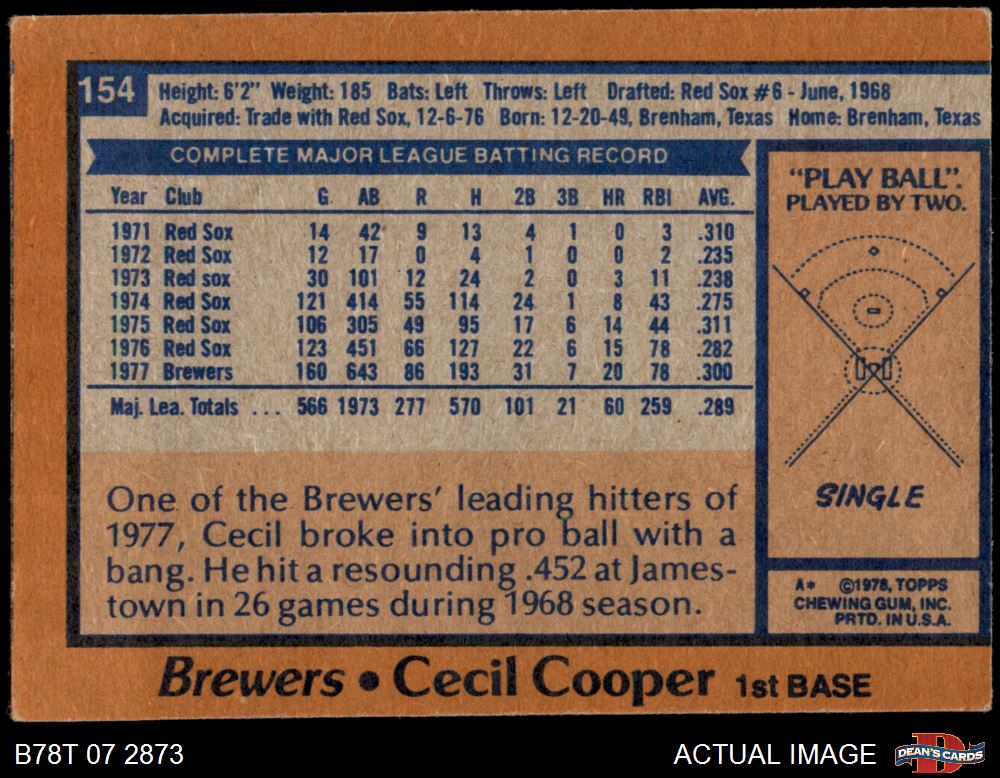 154
Height: 6'2" Weight: 185 Bats: Left Throws: Left Drafted: Red Sox #6 - June, 1968
Acquired: Trade with Red Sox, 12-6-76 Born: 12-20-49, Brenham, Texas Home: Brenham, Texas
COMPLETE MAJOR LEAGUE BATTING RECORD
Year Club G AB R H 2B 3B HR RBI AVG.
1971 Red Sox 14 42 9 13 4 1 0 3 .310
1972 Red Sox 12 17 0 4 1 0 0 2 .235
1973 Red sox 30 101 12 24 2 0 3 11 .238
1974 Red Sox 121 414 55 114 24 1 8 43 .275
1975 Red Sox 106 305 49 95 17 6 14 44 .311
1976 Red Sox 123 451 66 127 22 6 15 78 .282
1977 Brewers 160 643 86 193 31 7 20 78 .300
Maj. Lea. Totals ... 566 1973 277 570 101 21 60 259 .289
One of the Brewers' leading hitters of
1977, Cecil broke into pro ball with a
bang. He hit a resounding .452 at James-
town in 26 games during 1968 season.
"PLAY BALL".
PLAYED BY TWO.
SINGLE
A* ©1978, TOPPS
CHEWING GUM, INC.
PRTD. IN U.S.A.
Brewers • Cecil Cooper 1st BASE
B78T 07 2873
ACTUAL IMAGE
DEAN'S CARDS